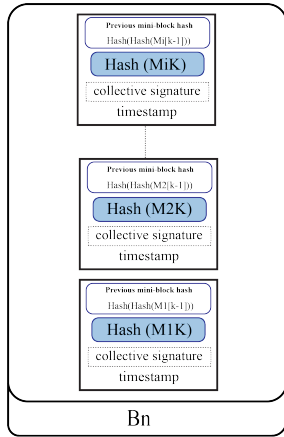 Previous mini-block hash
Hash(Hash(Mi[k-1]))
Hash (MiK)
collective signature
timestamp
Previous mini-block hash
Hash(Hash(M2[k-1]))
Hash (M2K)
collective signature
timestamp
Previous mini-block hash
Hash(Hash(M1[k-1]))
Hash (M1K)
collective signature
timestamp
Bn